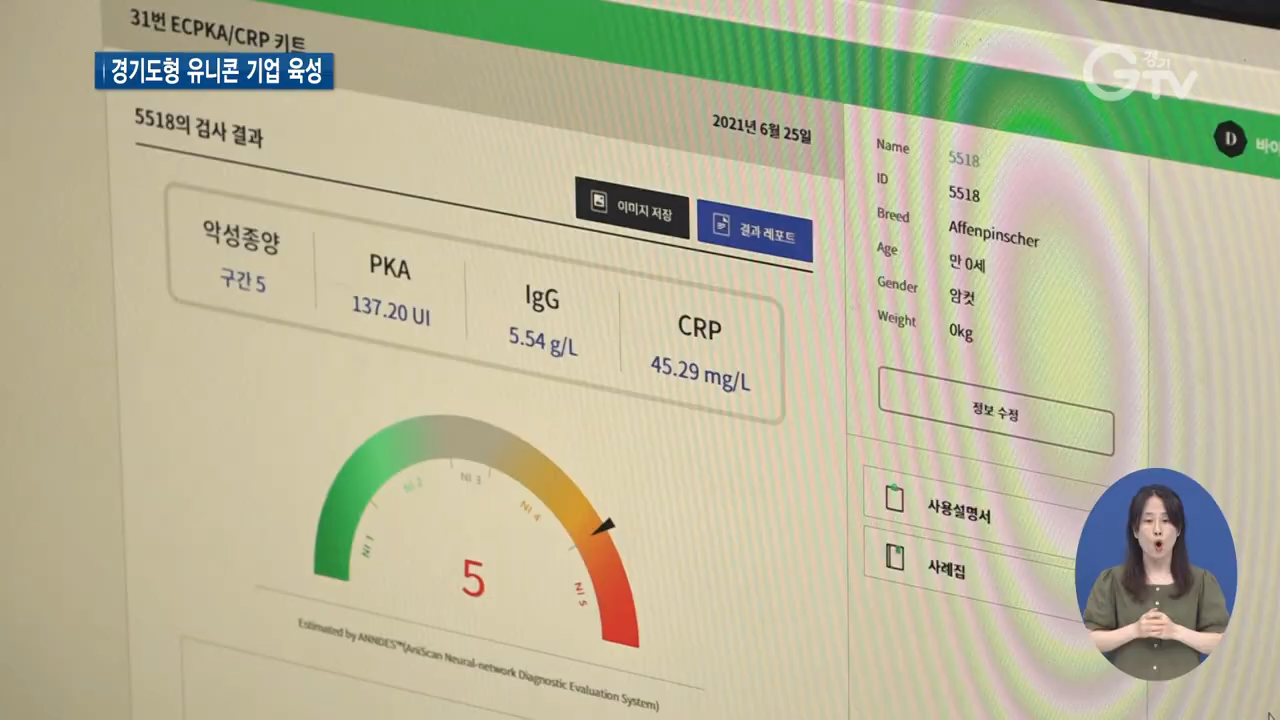 31번 ECPKA/CRP 키트
경기도형 유니콘 기업 육성
경기
GTV
5518의 검사 결과
2021년 6월 25일
이미지 저장
결과 레포트
악성종양
구간 5
PKA
137.20 UI
IgG
5.54 g/L
CRP
45.29 mg/L
NI 1
NI 2
NI 3
NI 4
NI 5
5
Estimated by ANNDES™(AniScan Neural-network Diagnostic Evaluation System)
D
Name 5518
ID 5518
Breed Affenpinscher
Age 만 0세
Gender 암컷
Weight 0kg
정보 수정
사용설명서
사례집